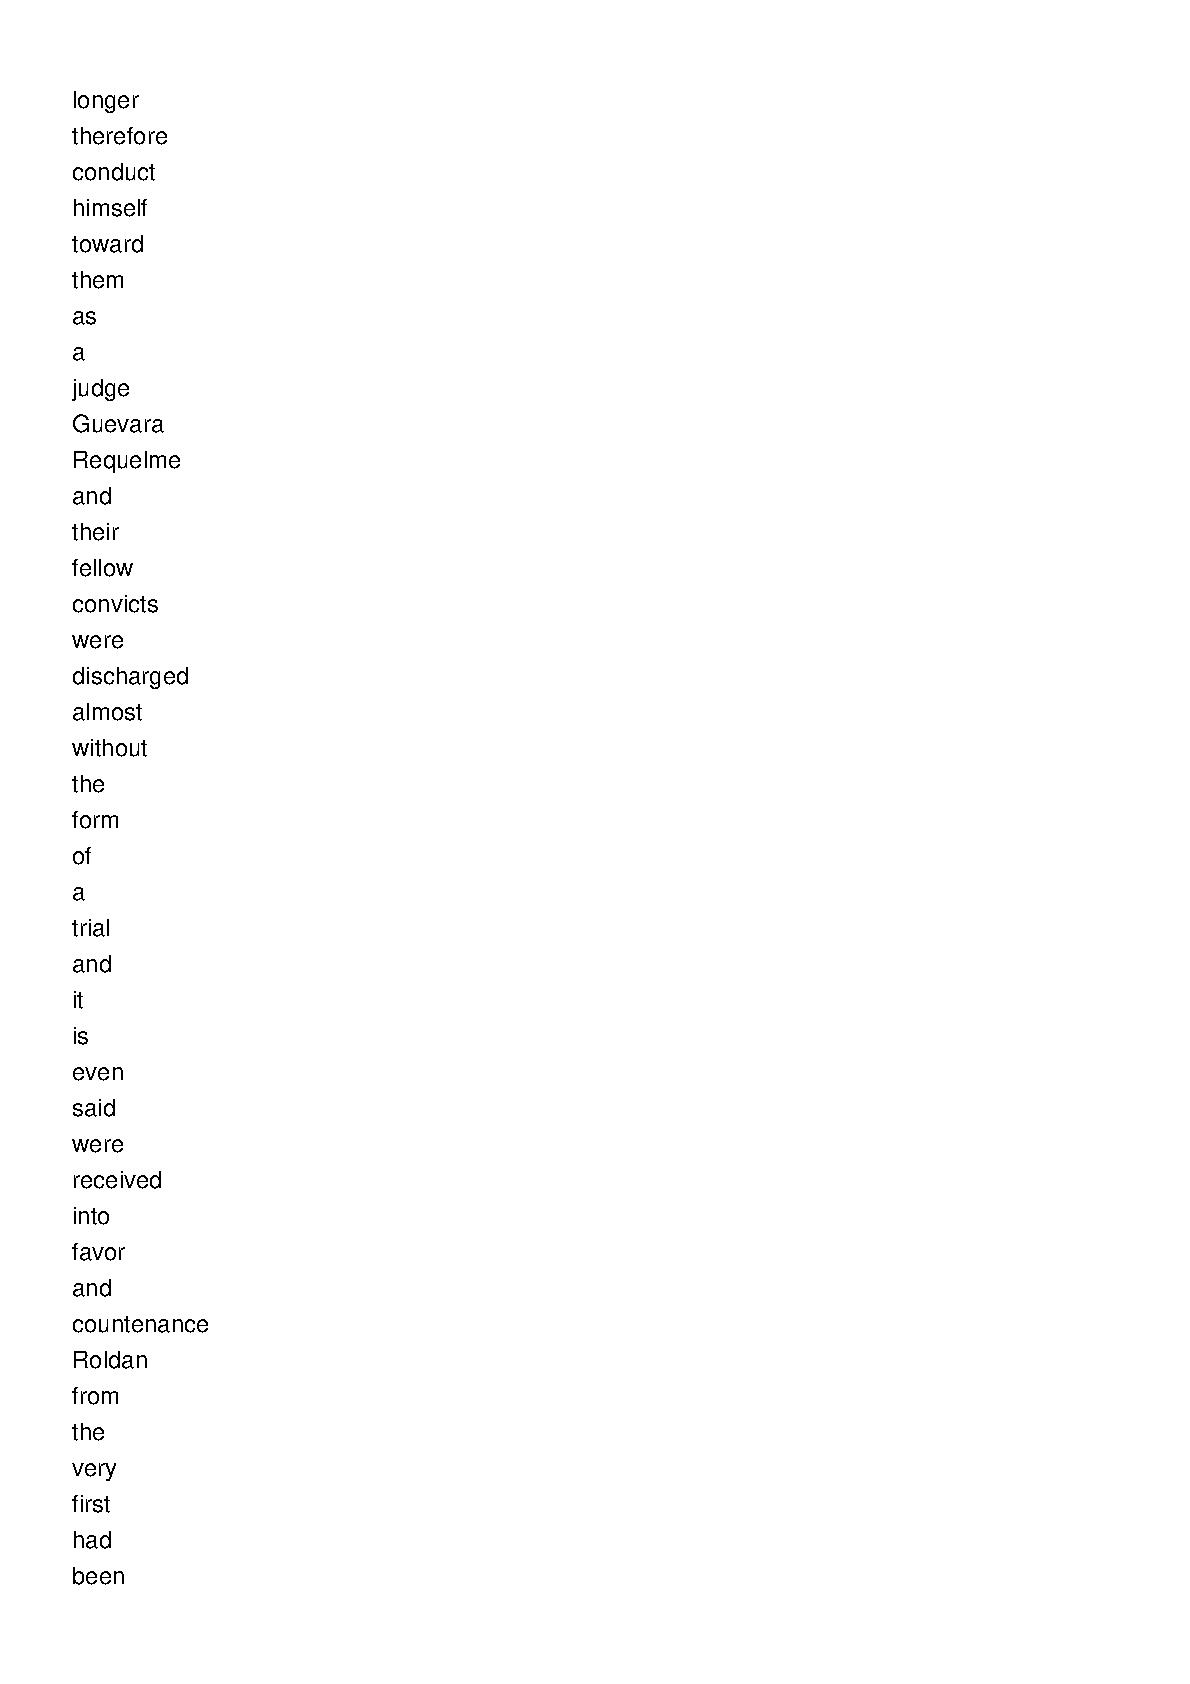 longer
therefore
conduct
himself
toward
them
as
a
judge
Guevara
Requelme
and
their
fellow
convicts
were
discharged
almost
without
the
form
of
a
trial
and
it
is
even
said
were
received
into
favor
and
countenance
Roldan
from
the
very
first
had
been